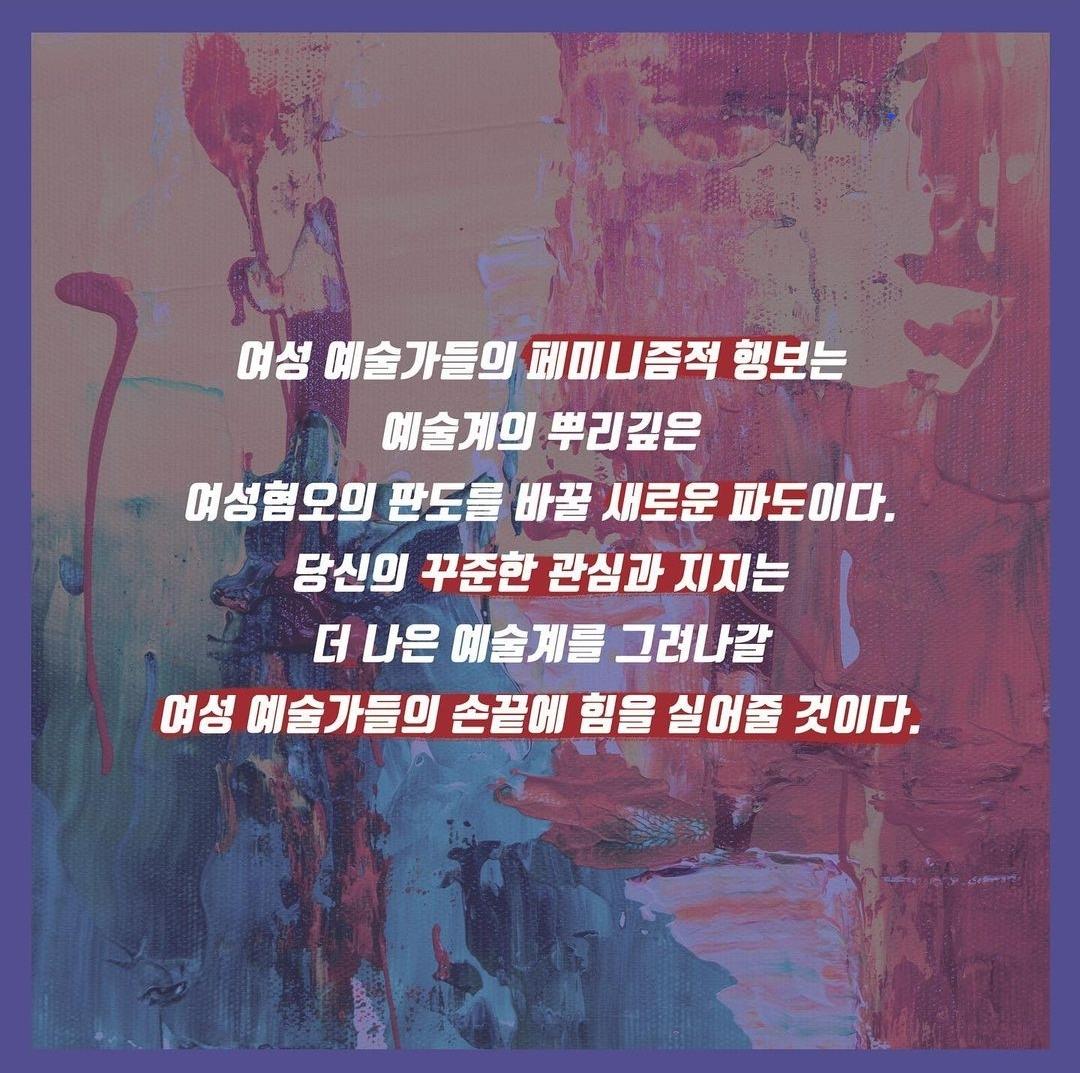 여성 예술가들의 페미니즘적 행보는
예술계의 뿌리깊은
여성혐오의 판도를 바꿀 새로운 파도이다.
당신의 꾸준한 관심과 지지는
더 나은 예술계를 그려나갈
여성 예술가들의 손끝에 힘을 실어줄 것이다.